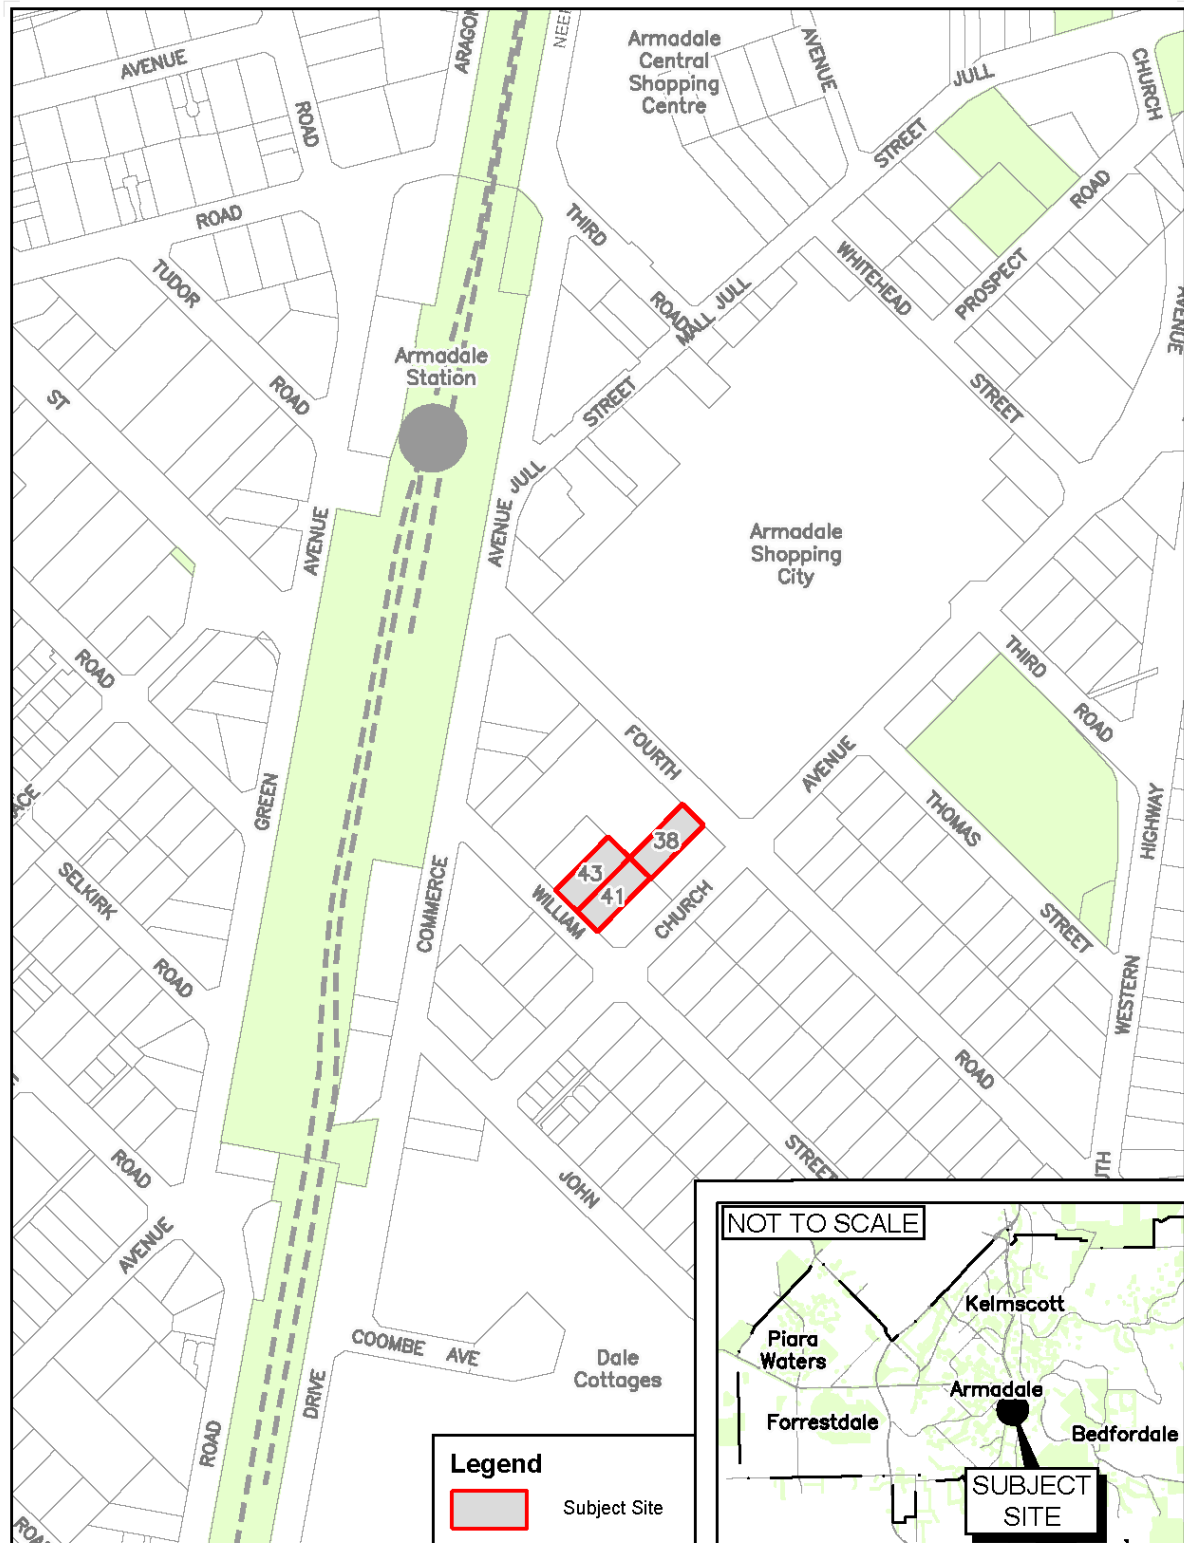 AVENUE
ARAGON
Armadale
Central
Shopping
Centre
AVENUE
JULL
CHURCH
ROAD
STREET
ROAD
ROAD
THIRD
TUDOR
WHITEHEAD
PROSPECT
ROAD
MALL JULL
AVENUE
Armadale
Station
ROAD
STREET
STREET
ST
JULL
AVENUE
AVENUE
Armadale
Shopping
City
ROAD
THIRD
ROAD
FOURTH
AVENUE
GREEN
THOMAS
HIGHWAY
38
43
41
SELKIRK
WILLIAM
CHURCH
COMMERCE
STREET
ROAD
WESTERN
ROAD
STREET
ROAD
JOHN
AVENUE
COOMBE AVE
Dale
Cottages
DRIVE
ROAD
NOT TO SCALE
Kelmscott
Piara
Waters
Armadale
Forrestdale
Bedfordale
SUBJECT
SITE
Legend
Subject Site